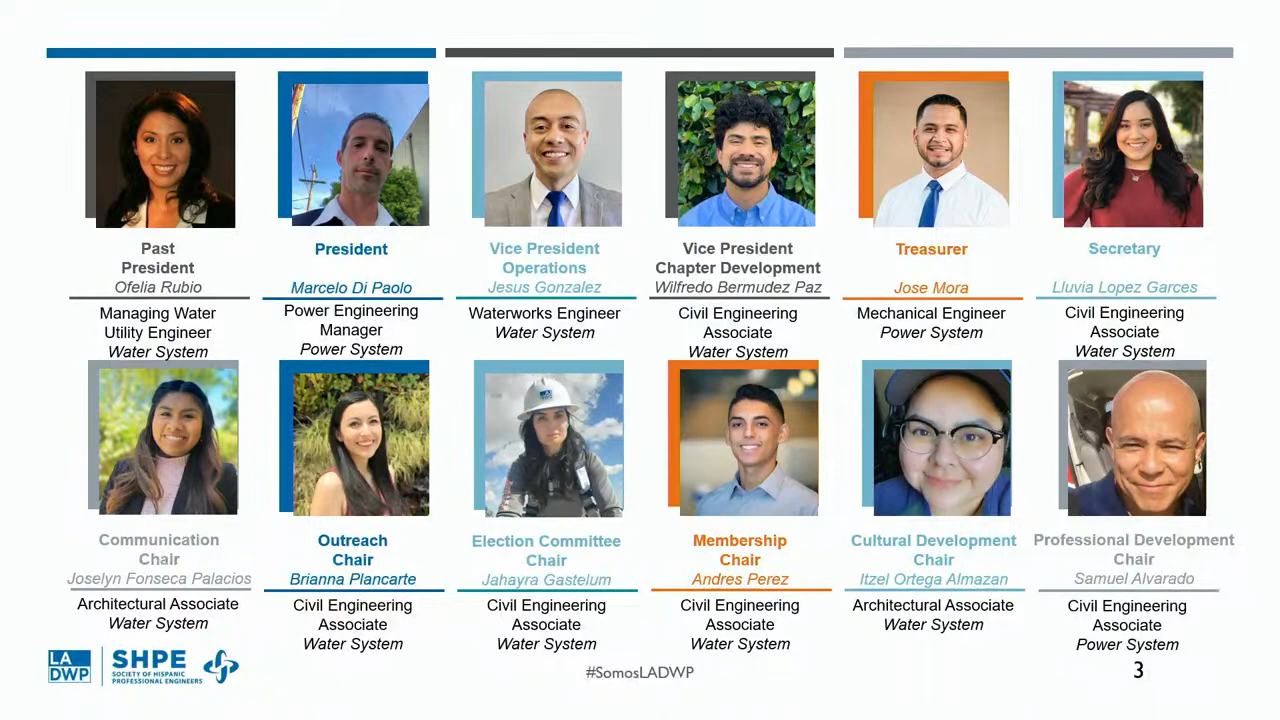 Past
President
Ofelia Rubio
Managing Water
Utility Engineer
Water System
President
Marcelo Di Paolo
Power Engineering
Manager
Power System
Vice President
Operations
Jesus Gonzalez
Waterworks Engineer
Water System
Vice President
Chapter Development
Wilfredo Bermudez Paz
Civil Engineering
Associate
Water System
Treasurer
Jose Mora
Mechanical Engineer
Power System
Secretary
Lluvia Lopez Garces
Civil Engineering
Associate
Water System
Communication
Chair
Joselyn Fonseca Palacios
Architectural Associate
Water System
Outreach
Chair
Brianna Plancarte
Civil Engineering
Associate
Water System
Election Committee
Chair
Jahayra Gastelum
Civil Engineering
Associate
Water System
Membership
Chair
Andres Perez
Civil Engineering
Associate
Water System
Cultural Development
Chair
Itzel Ortega Almazan
Architectural Associate
Water System
Professional Development
Chair
Samuel Alvarado
Civil Engineering
Associate
Power System
LA
DWP
SHPE
SOCIETY OF HISPANIC
PROFESSIONAL ENGINEERS
#SomosLADWP
3